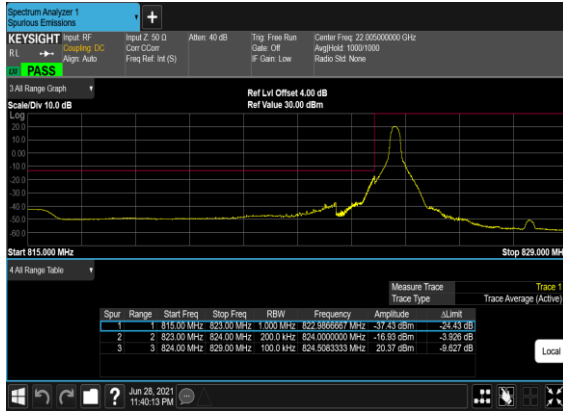 Spectrum Analyzer 1
Spurious Emissions
+
KEYSIGHT Input: RF Input Z: 50 Ω Atten: 40 dB Trig: Free Run Center Freq: 22.005000000 GHz
RL Coupling: DC Corr CCorr Gate: Off Avg|Hold: 1000/1000
Align: Auto Freq Ref: Int (S) IF Gain: Low Radio Std: None
PASS
3 All Range Graph Ref Lvl Offset 4.00 dB
Scale/Div 10.0 dB Ref Value 30.00 dBm
Log
20.0
10.0
0.00
-10.0
-20.0
-30.0
-40.0
-50.0
-60.0
Start 815.000 MHz Stop 829.000 MH
4 All Range Table
Measure Trace Trace 1
Trace Type Trace Average (Active)
Spur Range Start Freq Stop Freq RBW Frequency Amplitude ΔLimit
1 1 815.00 MHz 823.00 MHz 1.000 MHz 822.9866667 MHz -37.43 dBm -24.43 dB
2 2 823.00 MHz 824.00 MHz 200.0 kHz 824.0000000 MHz -16.93 dBm -3.926 dB
3 3 824.00 MHz 829.00 MHz 100.0 kHz 824.5083333 MHz 20.37 dBm -9.627 dB
Local
? Jun 28, 2021
11:40:13 PM